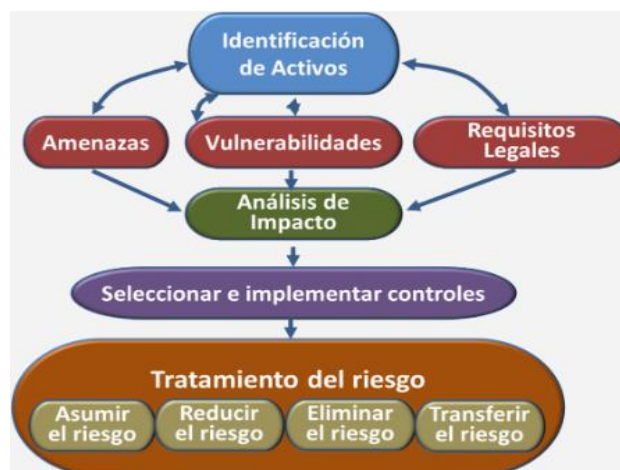 Identificación
de Activos
Amenazas
Vulnerabilidades
Requisitos
Legales
Análisis de
Impacto
Seleccionar e implementar controles
Tratamiento del riesgo
Asumir
el riesgo
Reducir
el riesgo
Eliminar
el riesgo
Transferir
el riesgo